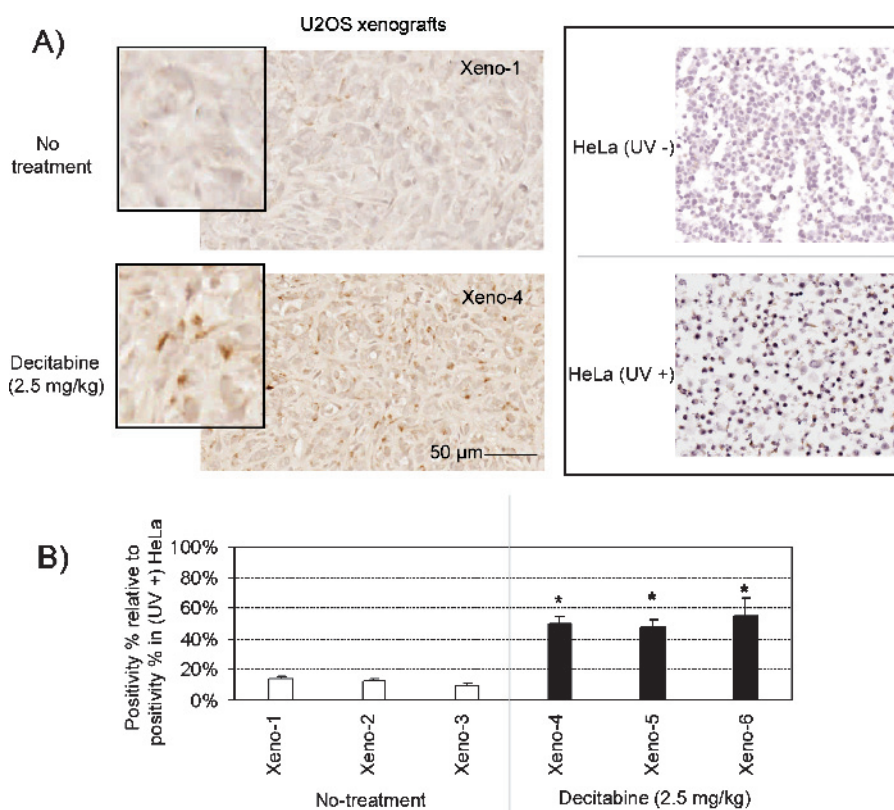 A)
U2OS xenografts
Xeno-1
No
treatment
HeLa (UV -)
Xeno-4
Decitabine
(2.5 mg/kg)
HeLa (UV +)
50 µm
B)
Positivity % relative to
positivity % in (UV +) HeLa
100%
80%
60%
40%
20%
0%
*
*
*
Xeno-1
Xeno-2
Xeno-3
Xeno-4
Xeno-5
Xeno-6
No-treatment
Decitabine (2.5 mg/kg)